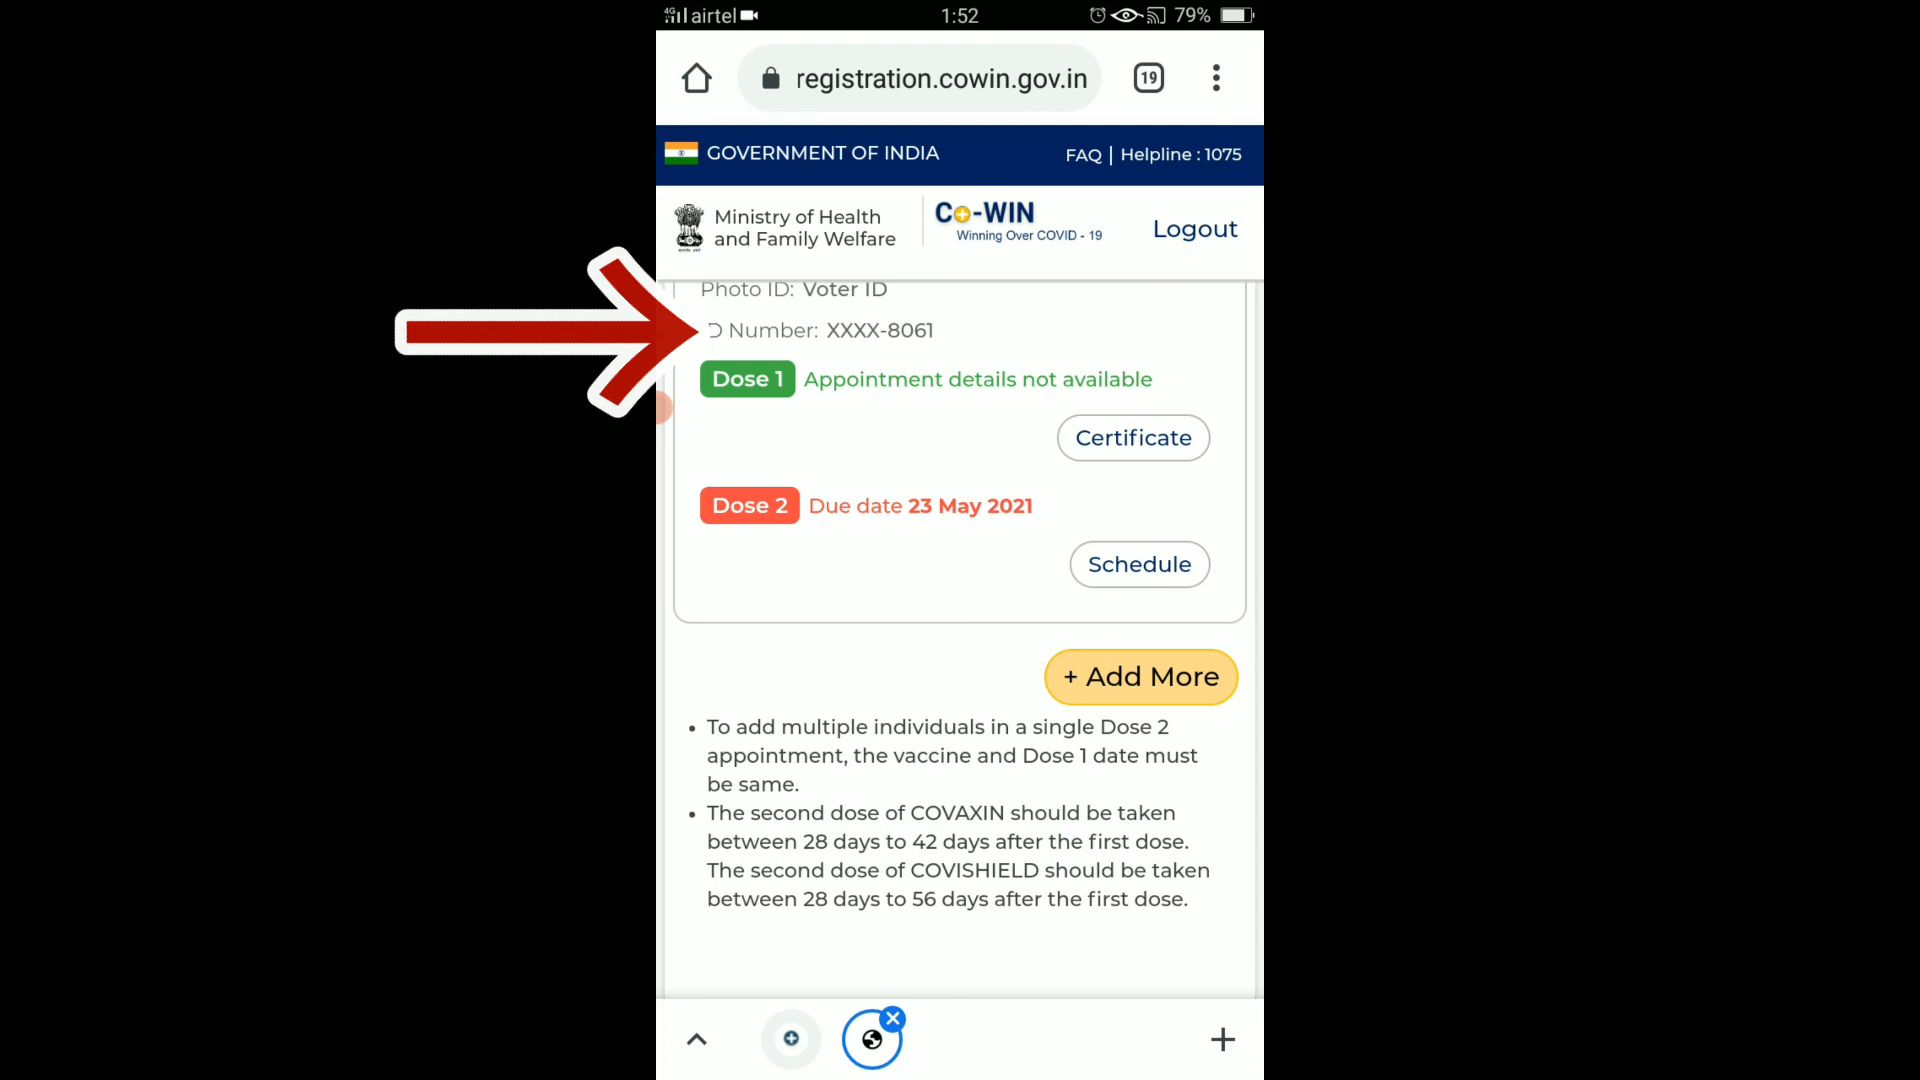 4G airtel 1:52 79%
registration.cowin.gov.in 19
GOVERNMENT OF INDIA FAQ | Helpline : 1075
Ministry of Health
and Family Welfare
Co-WIN
Winning Over COVID - 19
Logout
Photo ID: Voter ID
D Number: XXXX-8061
Dose 1 Appointment details not available
Certificate
Dose 2 Due date 23 May 2021
Schedule
+ Add More
• To add multiple individuals in a single Dose 2
appointment, the vaccine and Dose 1 date must
be same.
• The second dose of COVAXIN should be taken
between 28 days to 42 days after the first dose.
The second dose of COVISHIELD should be taken
between 28 days to 56 days after the first dose.